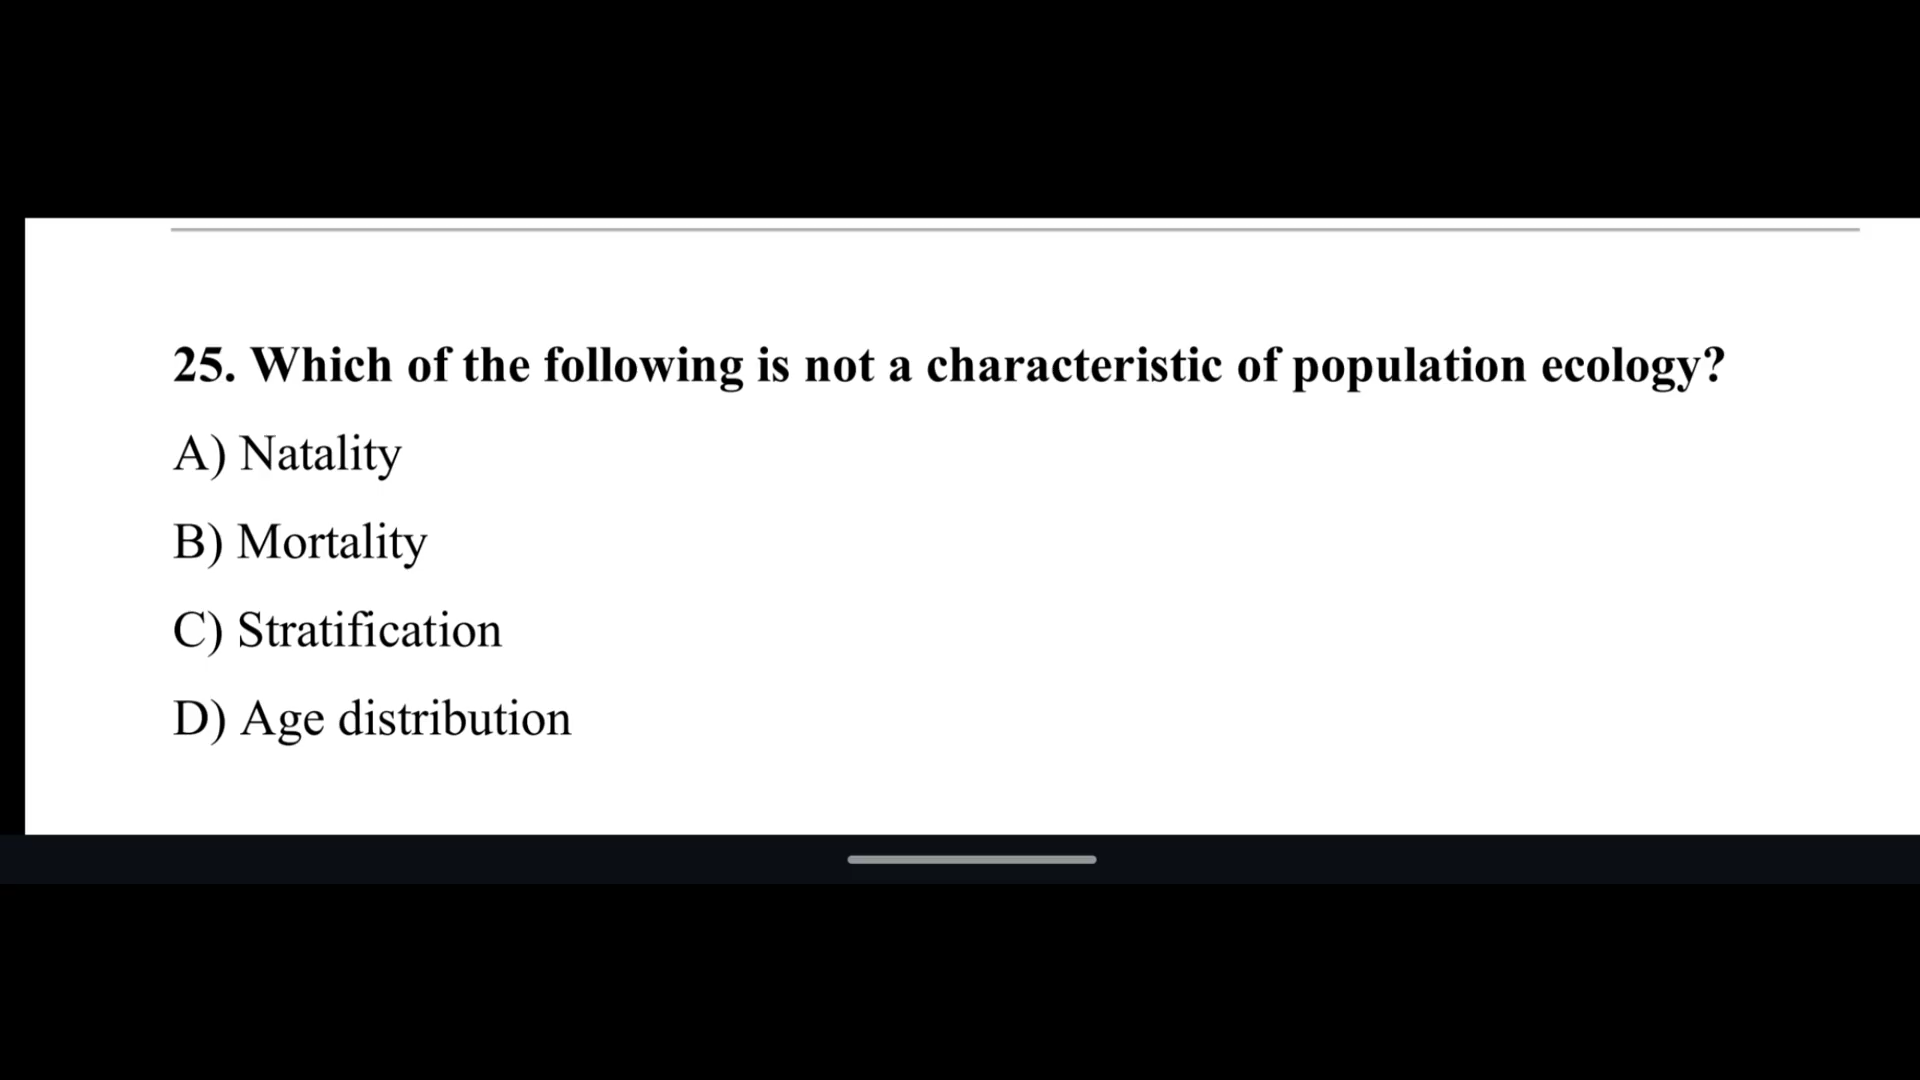 25. Which of the following is not a characteristic of population ecology?
A) Natality
B) Mortality
C) Stratification
D) Age distribution